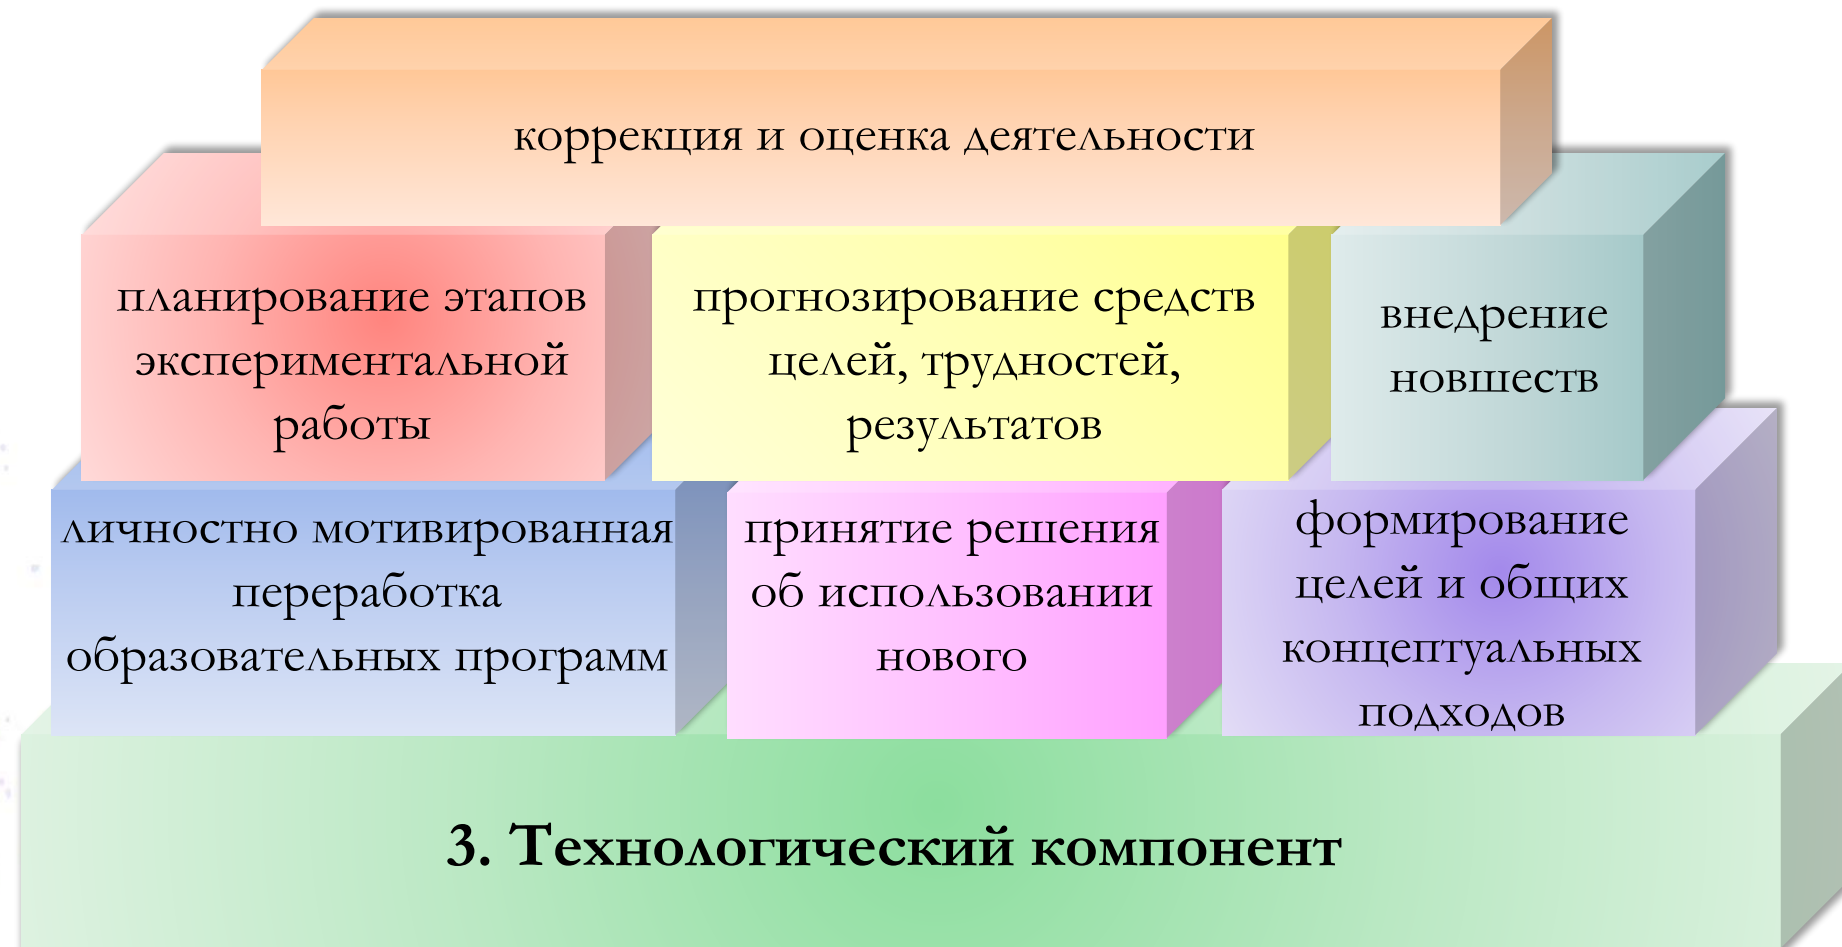 коррекция и оценка деятельности
планирование этапов
экспериментальной
работы
прогнозирование средств
целей, трудностей,
результатов
внедрение
новшеств
личностно мотивированная
переработка
образовательных программ
принятие решения
об использовании
нового
формирование
целей и общих
концептуальных
подходов
3. Технологический компонент